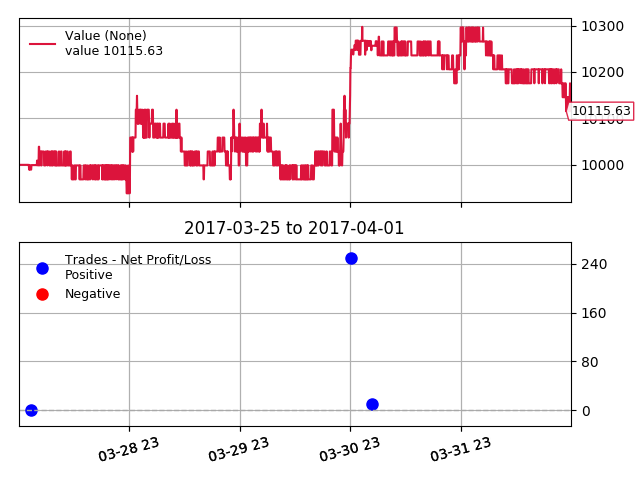 Value (None)
value 10115.63
10300
10200
10100
10115.63
10000
2017-03-25 to 2017-04-01
Trades - Net Profit/Loss
Positive
Negative
240
160
80
0
03-28 23
03-29 23
03-30 23
03-31 23